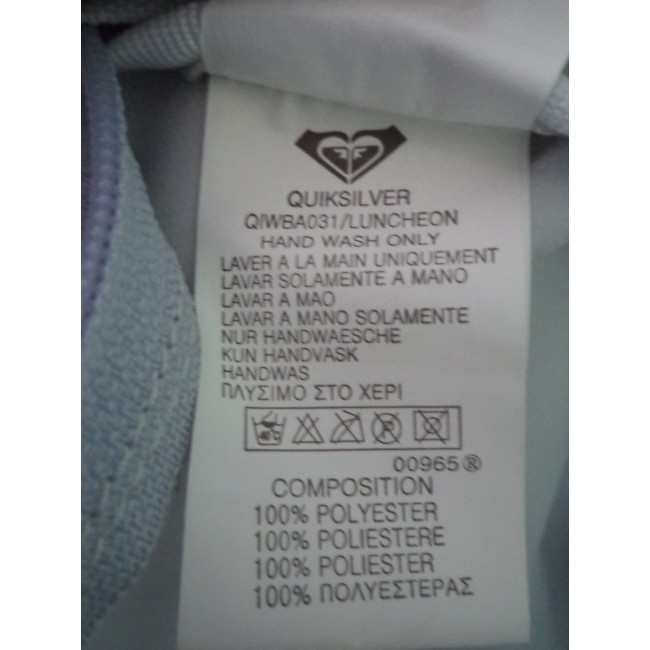 QUIKSILVER
QIWBA031/LUNCHEON
HAND WASH ONLY
LAVER A LA MAIN UNIQUEMENT
LAVAR SOLAMENTE A MANO
LAVAR A MAO
LAVAR A MANO SOLAMENTE
NUR HANDWAESCHE
KUN HANDVASK
HANDWAS
ΠΛΥΣΙΜΟ ΣΤΟ ΧΕΡΙ
40°C P
00965®
COMPOSITION
100% POLYESTER
100% POLIESTERE
100% POLIESTER
100% ΠΟΛΥΕΣΤΕΡΑΣ